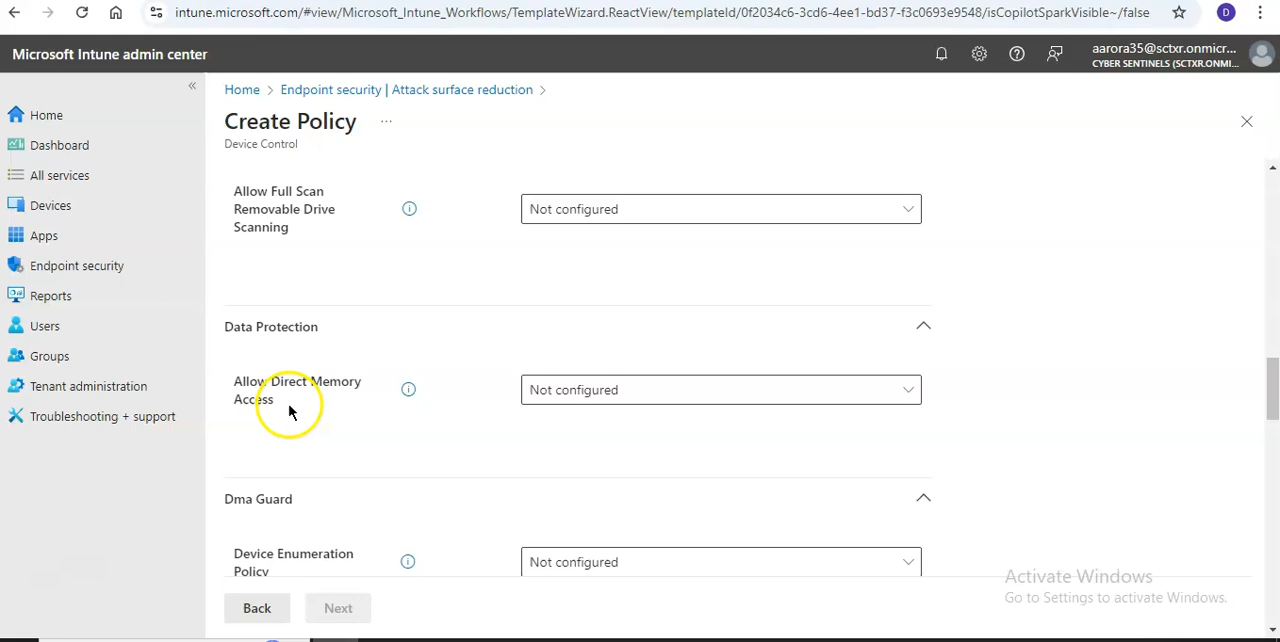 intune.microsoft.com/#view/Microsoft_Intune_Workflows/TemplateWizard.ReactView/templateId/0f2034c6-3cd6-4ee1-bd37-f3c0693e9548/isCopilotSparkVisible~/false
D
Microsoft Intune admin center
aarora35@sctxr.onmicr...
CYBER SENTINELS (SCTXR.ONMI...
Home
Dashboard
All services
Devices
Apps
Endpoint security
Reports
Users
Groups
Tenant administration
Troubleshooting + support
Home > Endpoint security | Attack surface reduction >
Create Policy ...
Device Control
Allow Full Scan
Removable Drive
Scanning
Not configured
Data Protection
Allow Direct Memory
Access
Not configured
Dma Guard
Device Enumeration
Policy
Not configured
Back
Next
Activate Windows
Go to Settings to activate Windows.